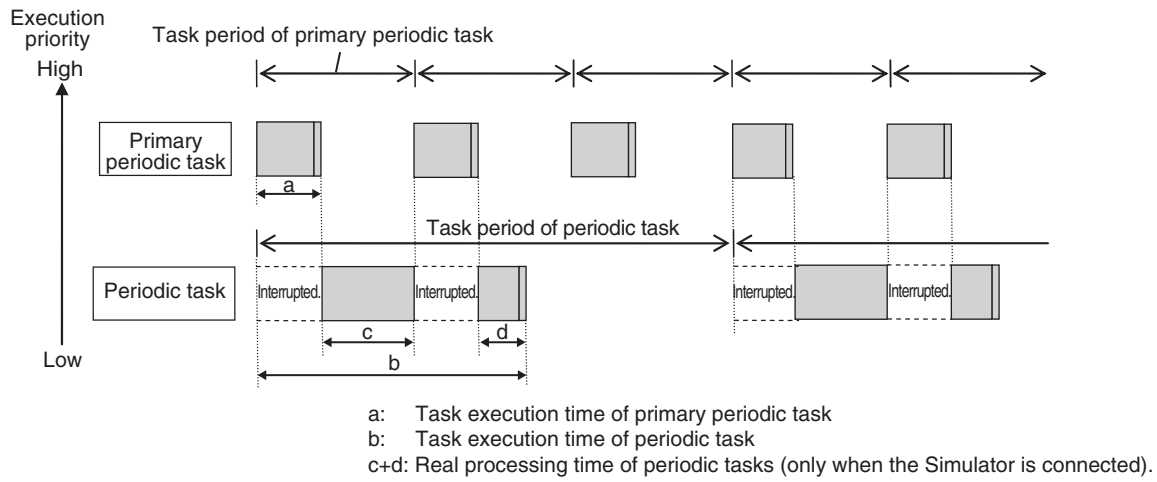 Execution
priority
High
Task period of primary periodic task
Primary
periodic task
a
Task period of periodic task
Periodic task
Interrupted.
Interrupted.
Interrupted.
Interrupted.
c
d
b
Low
a: Task execution time of primary periodic task
b: Task execution time of periodic task
c+d: Real processing time of periodic tasks (only when the Simulator is connected).